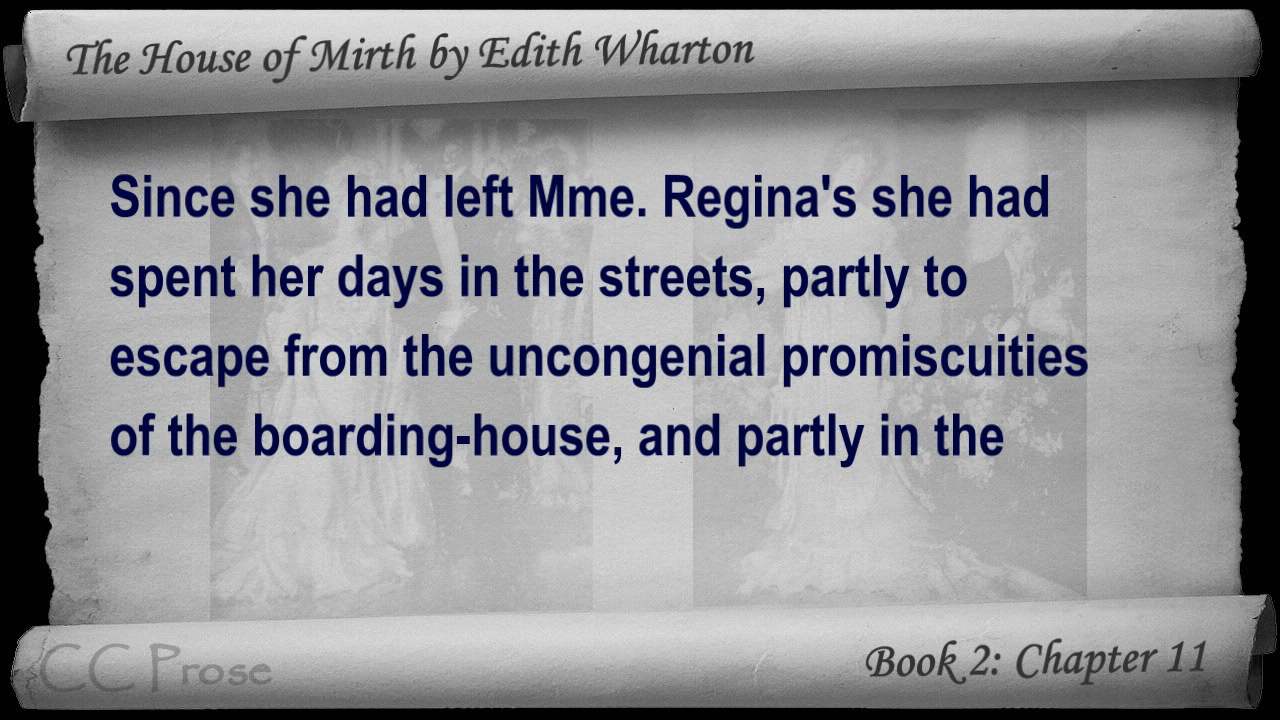 The House of Mirth by Edith Wharton
Since she had left Mme. Regina's she had
spent her days in the streets, partly to
escape from the uncongenial promiscuities
of the boarding-house, and partly in the
CC Prose
Book 2: Chapter 11